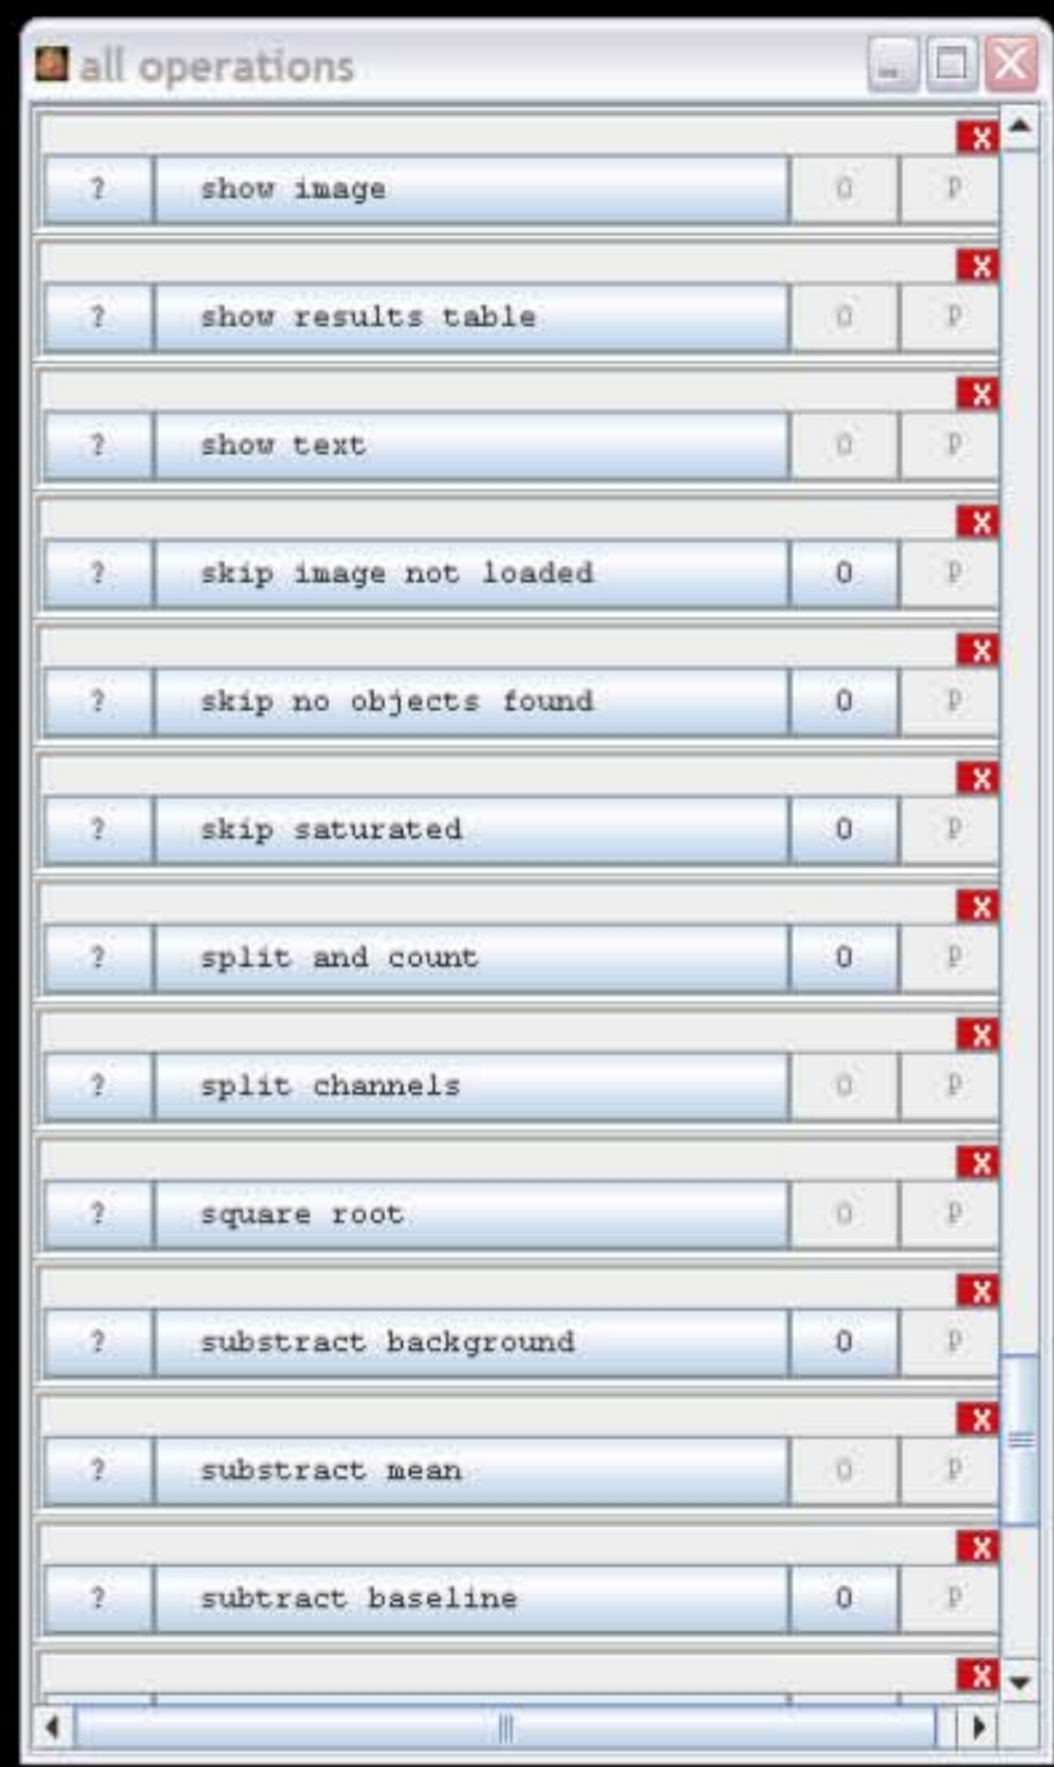 all operations
X
? show image O P
X
? show results table O P
X
? show text O P
X
? skip image not loaded O P
X
? skip no objects found O P
X
? skip saturated O P
X
? split and count O P
X
? split channels O P
X
? square root O P
X
? substract background O P
X
? substract mean O P
X
? subtract baseline O P
X